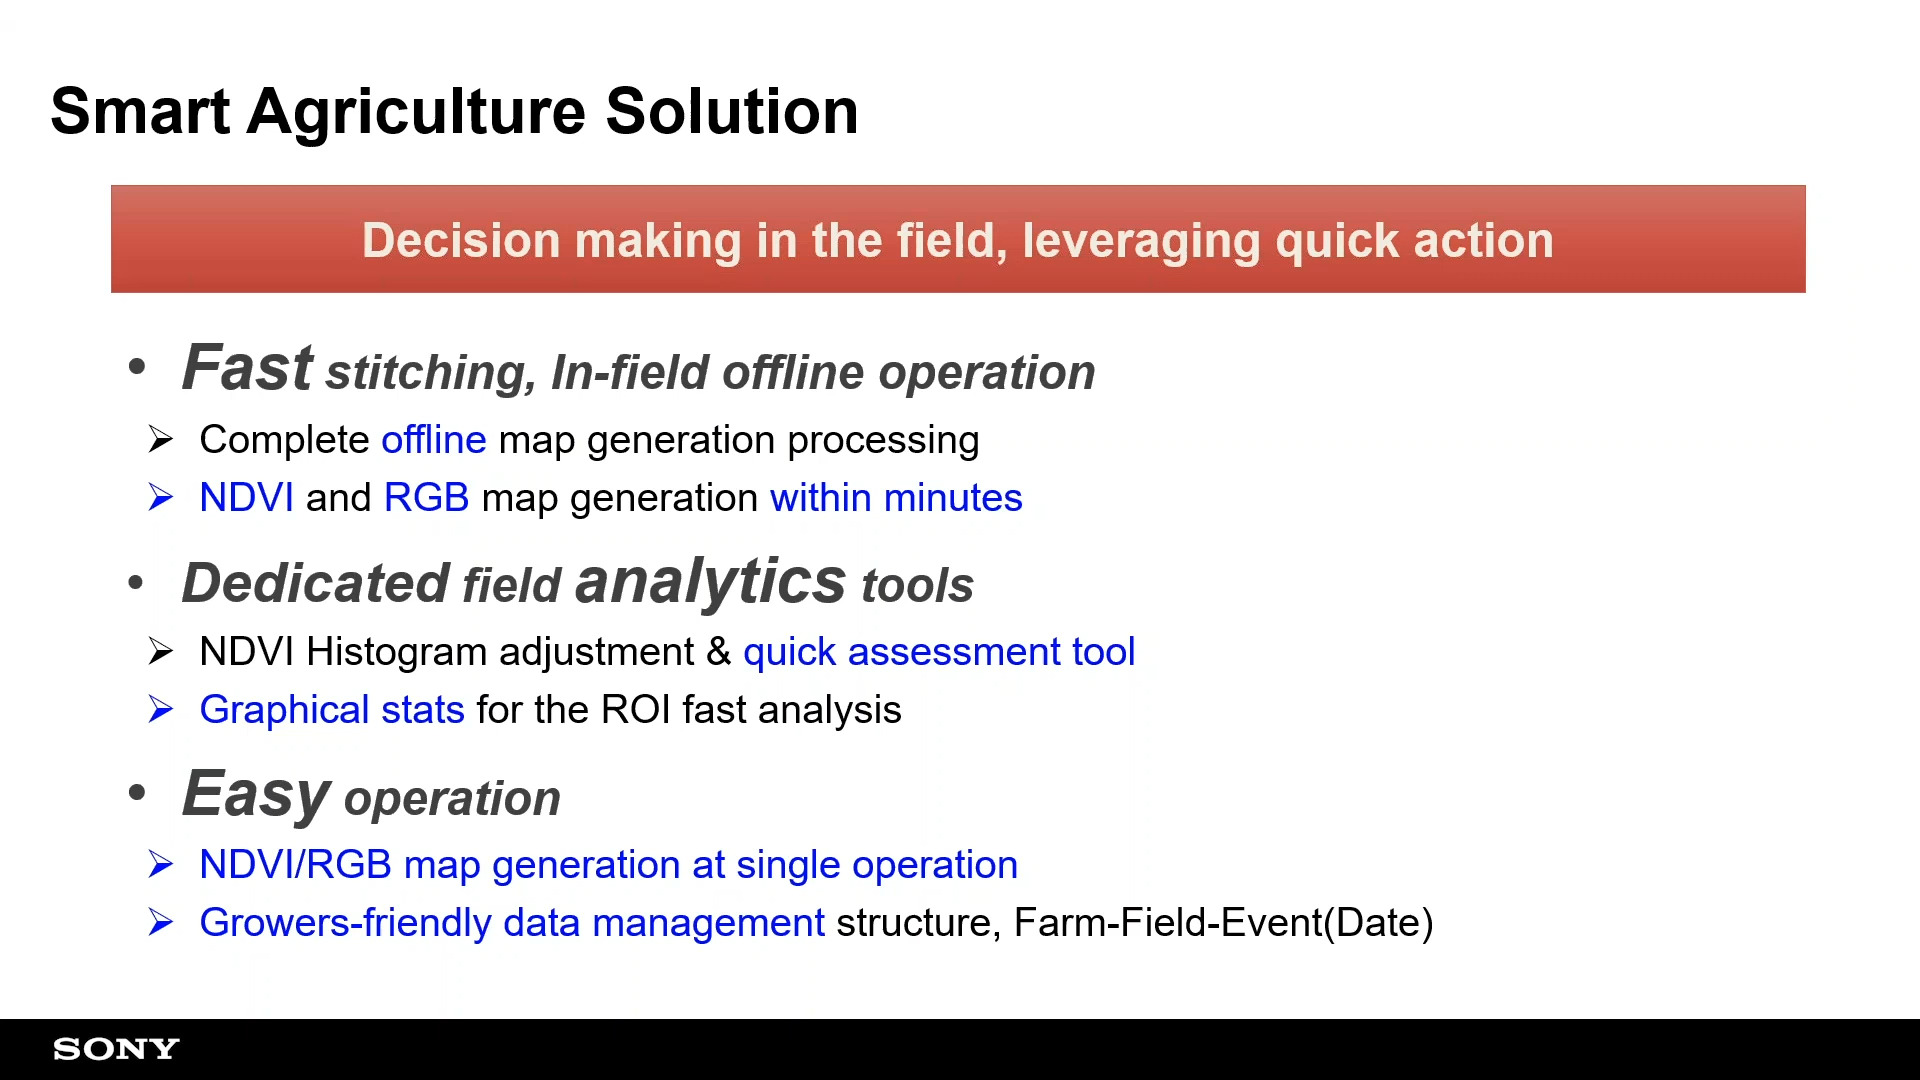 Smart Agriculture Solution
Decision making in the field, leveraging quick action
• Fast stitching, In-field offline operation
➢ Complete offline map generation processing
➢ NDVI and RGB map generation within minutes
• Dedicated field analytics tools
➢ NDVI Histogram adjustment & quick assessment tool
➢ Graphical stats for the ROI fast analysis
• Easy operation
➢ NDVI/RGB map generation at single operation
➢ Growers-friendly data management structure, Farm-Field-Event(Date)
SONY